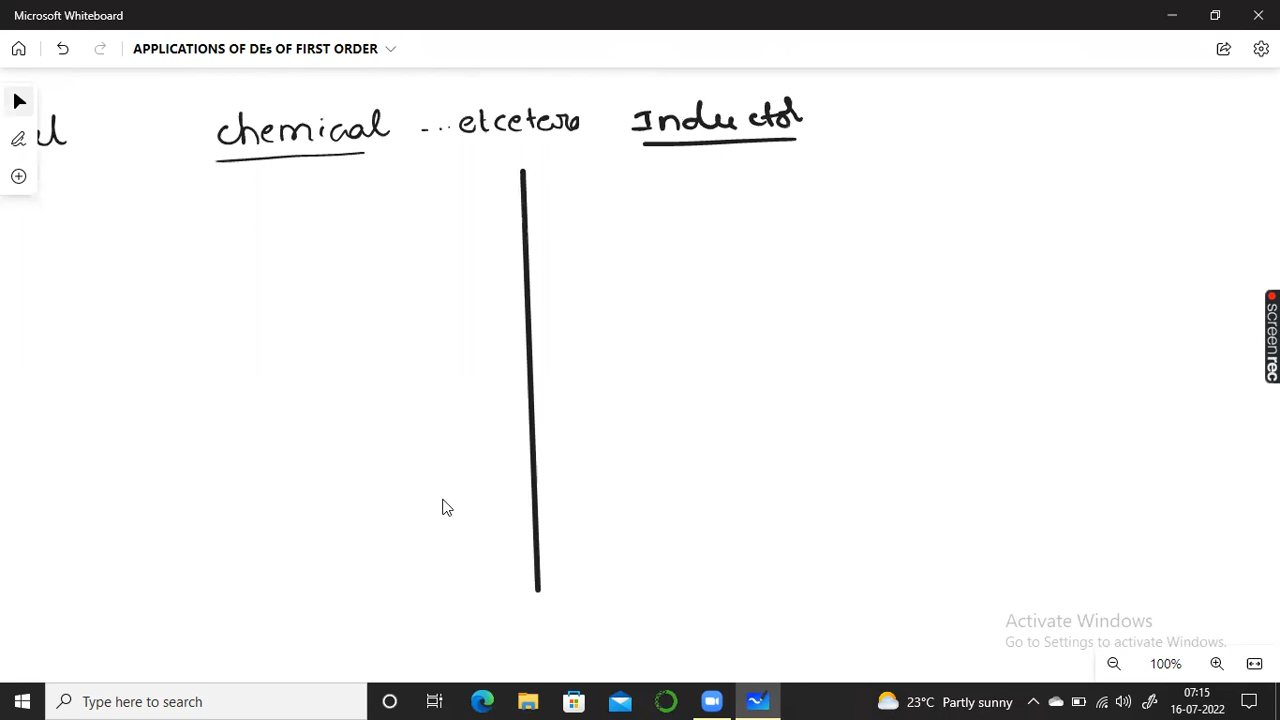 Microsoft Whiteboard
APPLICATIONS OF DEs OF FIRST ORDER
chemical ... etcetera Inductor
screenrec
Activate Windows
Go to Settings to activate Windows.
100%
Type here to search
23°C Partly sunny
07:15
16-07-2022